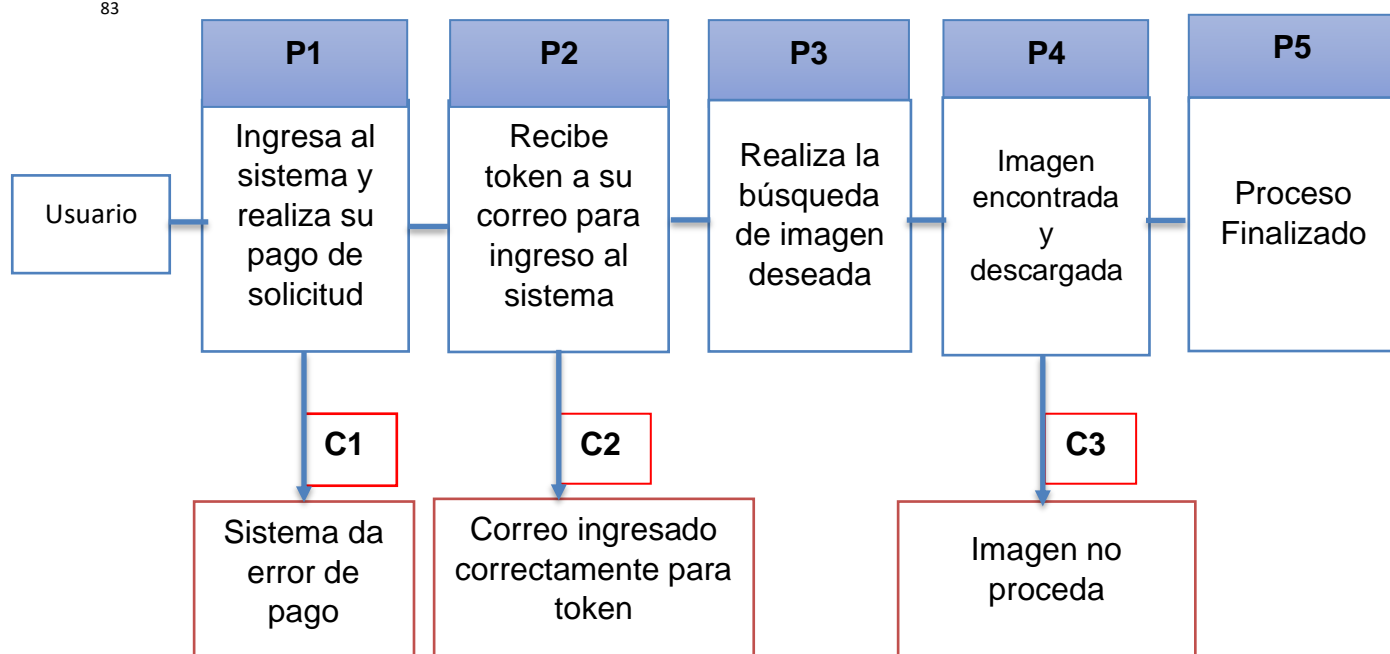 83
P1
P2
P3
P4
P5
Usuario
Ingresa al
sistema y
realiza su
pago de
solicitud
Recibe
token a su
correo para
ingreso al
sistema
Realiza la
búsqueda
de imagen
deseada
Imagen
encontrada
y
descargada
Proceso
Finalizado
C1
C2
C3
Sistema da
error de
pago
Correo ingresado
correctamente para
token
Imagen no
proceda